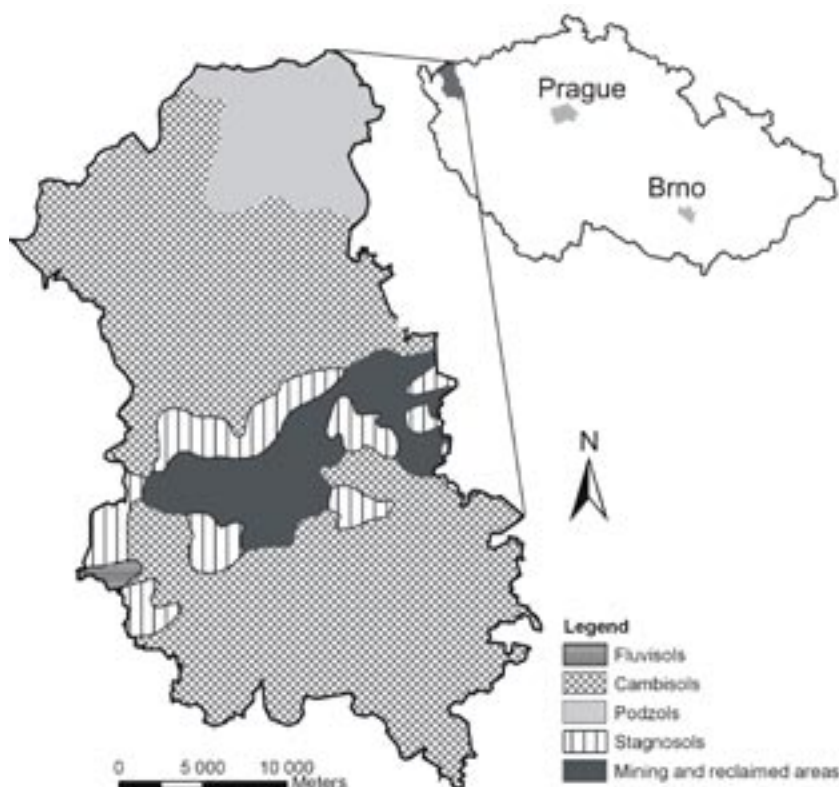 Prague
Brno
N
Legend
Fluvisols
Cambisols
Podzols
Stagnosols
Mining and reclaimed areas
0 5 000 10 000
Meters